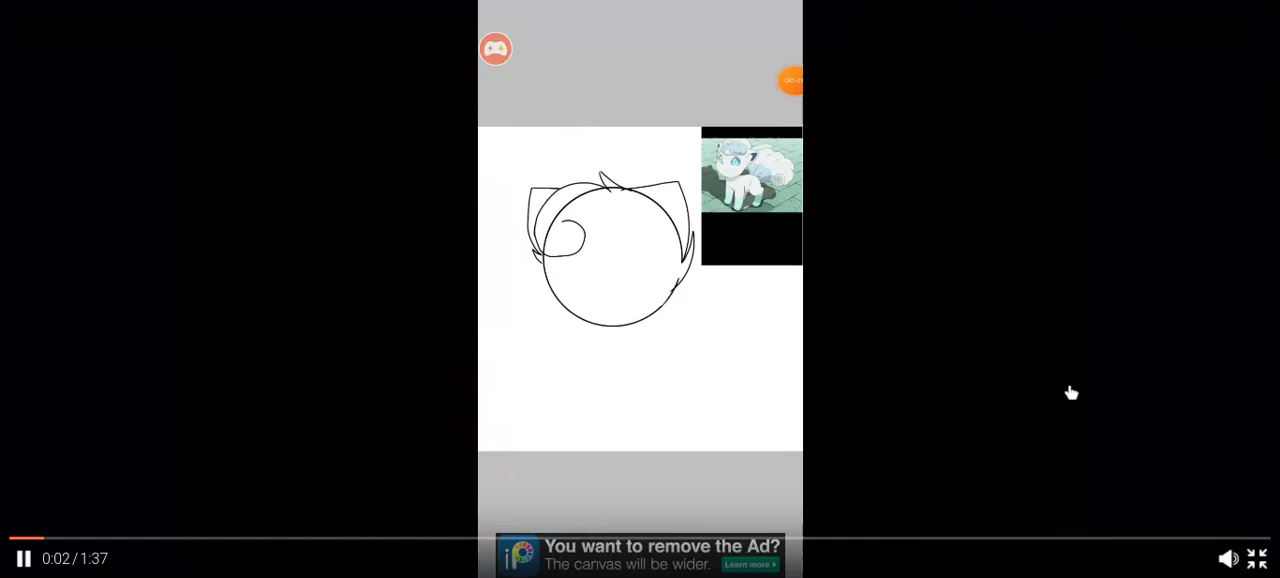 You want to remove the Ad?
The canvas will be wider.
Learn more >
0:02 / 1:37